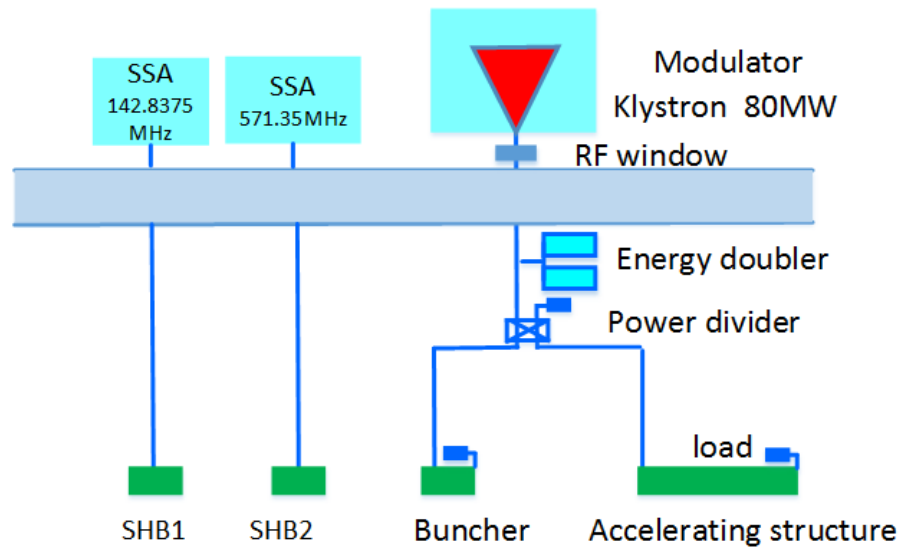 SSA
142.8375
MHz
SSA
571.35MHz
Modulator
Klystron 80MW
RF window
Energy doubler
Power divider
load
SHB1
SHB2
Buncher
Accelerating structure